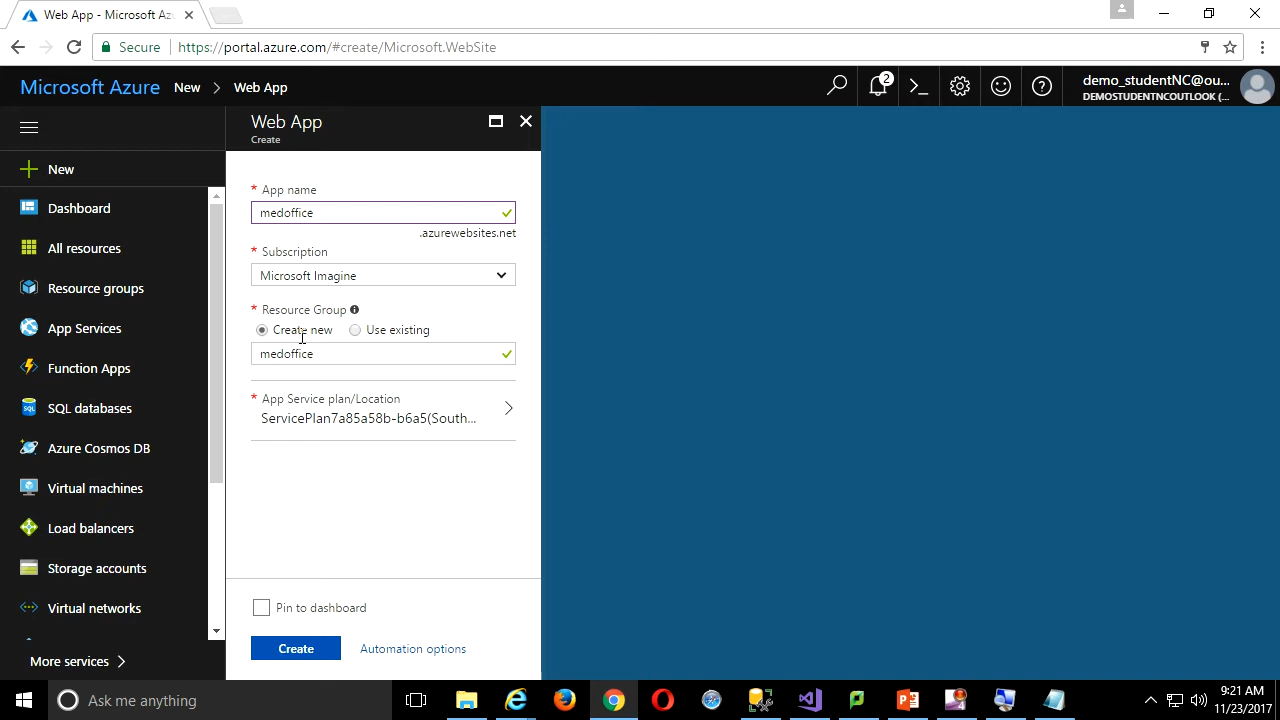 Web App - Microsoft Az
Secure
https://portal.azure.com/#create/Microsoft.WebSite
Microsoft Azure New > Web App
2
demo_studentNC@ou...
DEMOSTUDENTNCOUTLOOK (...
New
Dashboard
All resources
Resource groups
App Services
Function Apps
SQL databases
Azure Cosmos DB
Virtual machines
Load balancers
Storage accounts
Virtual networks
More services >
Web App
Create
* App name
medoffice
.azurewebsites.net
* Subscription
Microsoft Imagine
* Resource Group
Create new Use existing
medoffice
* App Service plan/Location
ServicePlan7a85a58b-b6a5(South...
Pin to dashboard
Create Automation options
Ask me anything
9:21 AM
11/23/2017